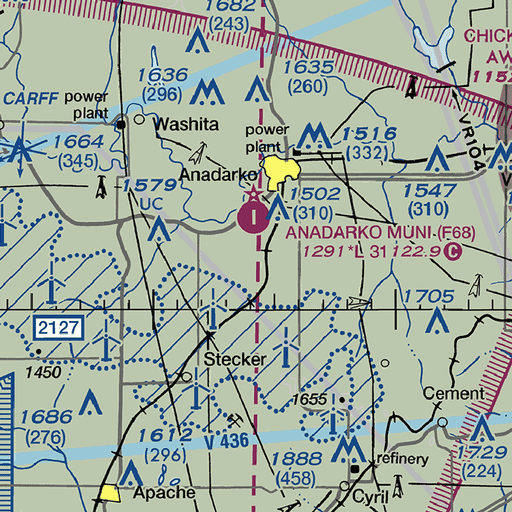 1682
(243)
CHICK
AW
115
1636
(296)
1635
(260)
CARFF
power
plant
Washita
VR104
power
plant
1516
(332)
1664
(345)
Anadarko
1579
UC
1502
(310)
1547
(310)
ANADARKO MUNI (F68)
1291 *L 31 122.9 C
1705
2127
Stecker
1450
1655
Cement
1686
(276)
1612
(296)
V 436
1888
(458)
refinery
1729
(224)
Apache
Cyril